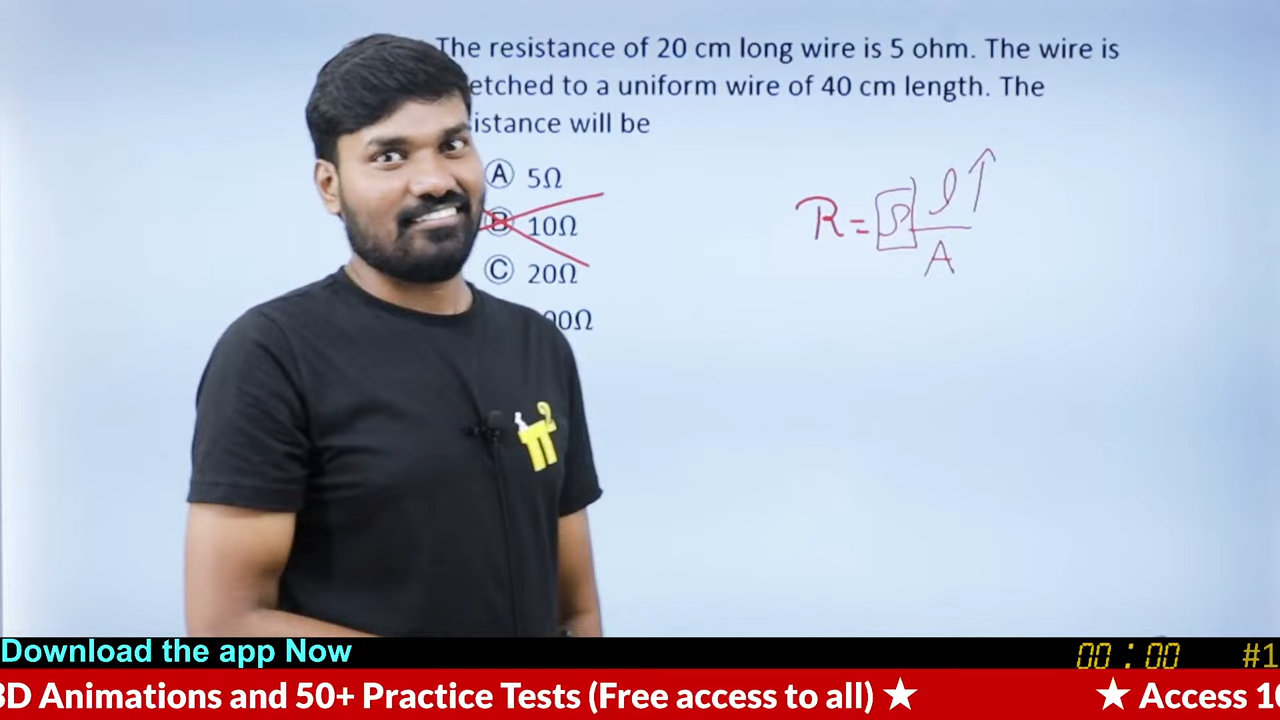 The resistance of 20 cm long wire is 5 ohm. The wire is
etched to a uniform wire of 40 cm length. The
istance will be
A 5Ω
B 10Ω
C 20Ω
00Ω
R = ρ l ↑
A
π2
Download the app Now
00 : 00 #1
3D Animations and 50+ Practice Tests (Free access to all) ★ ★ Access 10